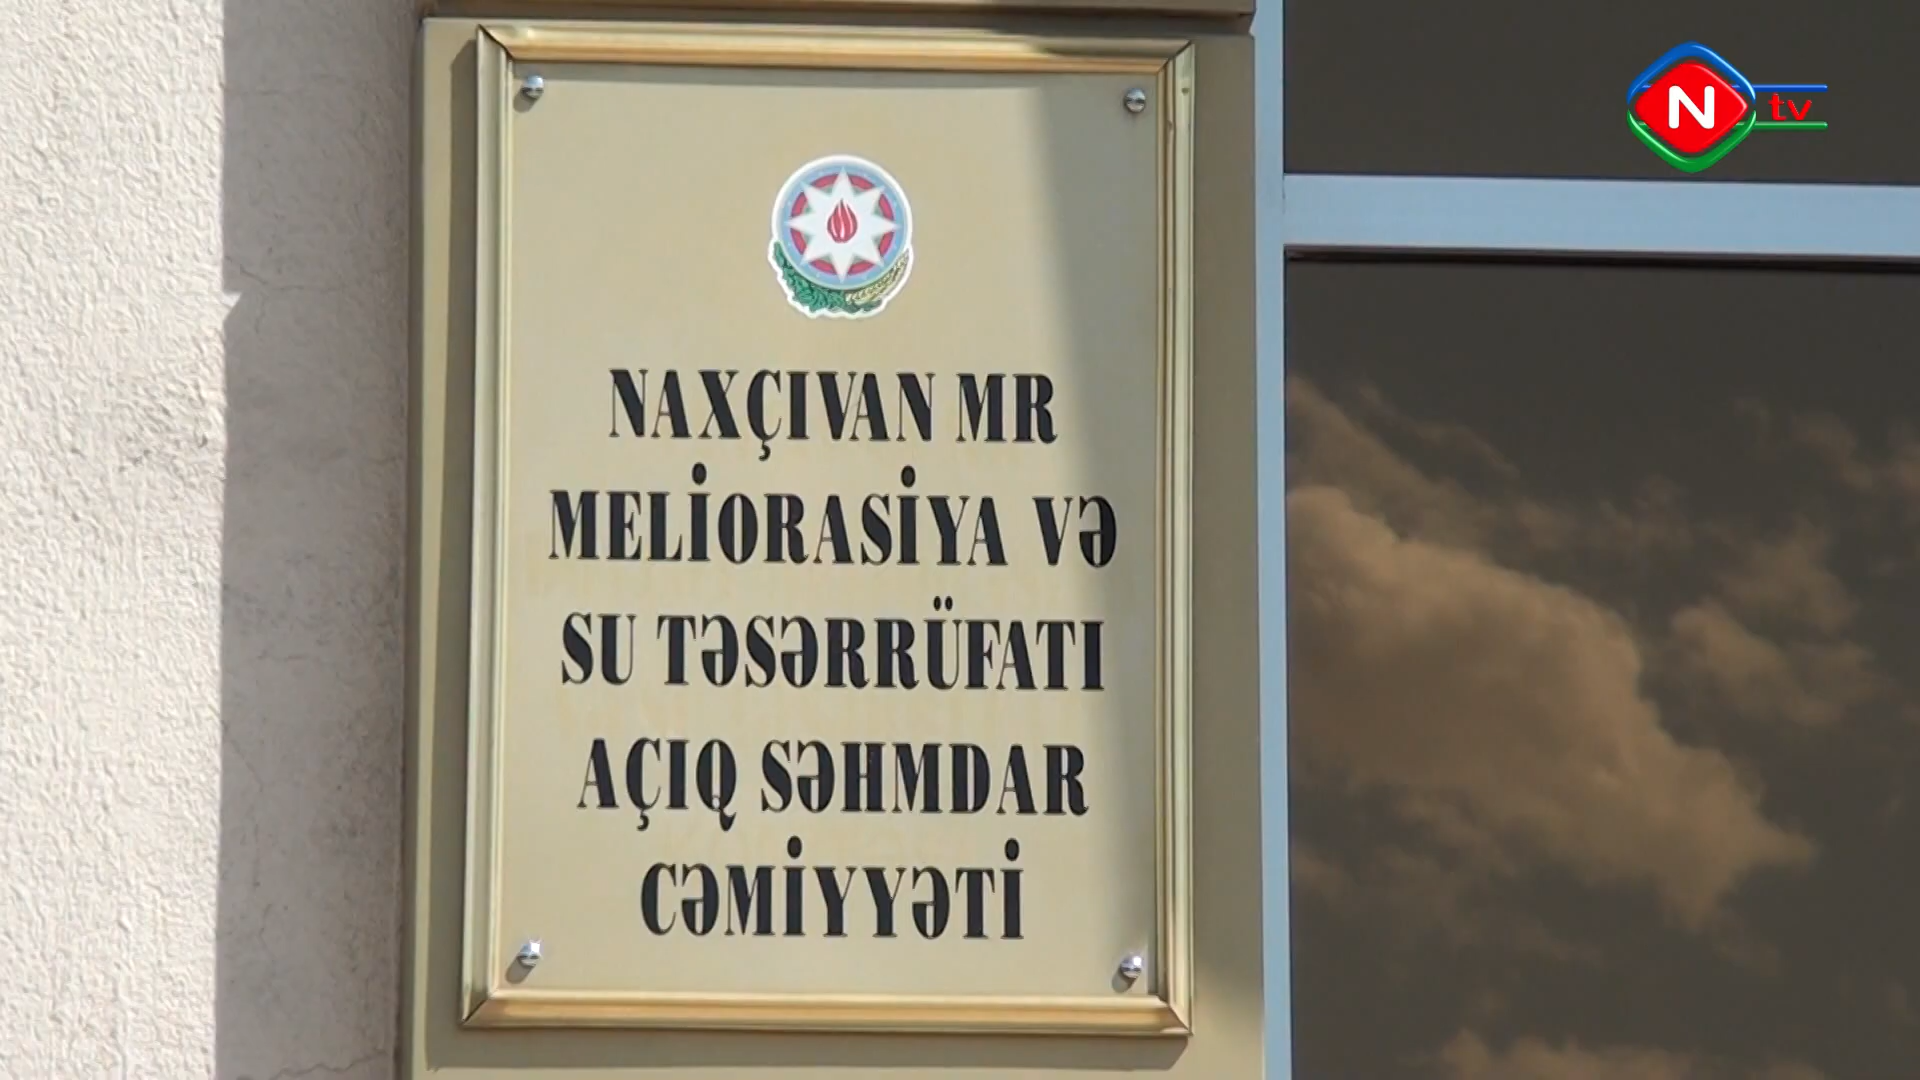 N tv
NAXÇIVAN MR
MELİORASİYA VƏ
SU TƏSƏRRÜFATI
AÇIQ SƏHMDAR
CƏMİYYƏTİ